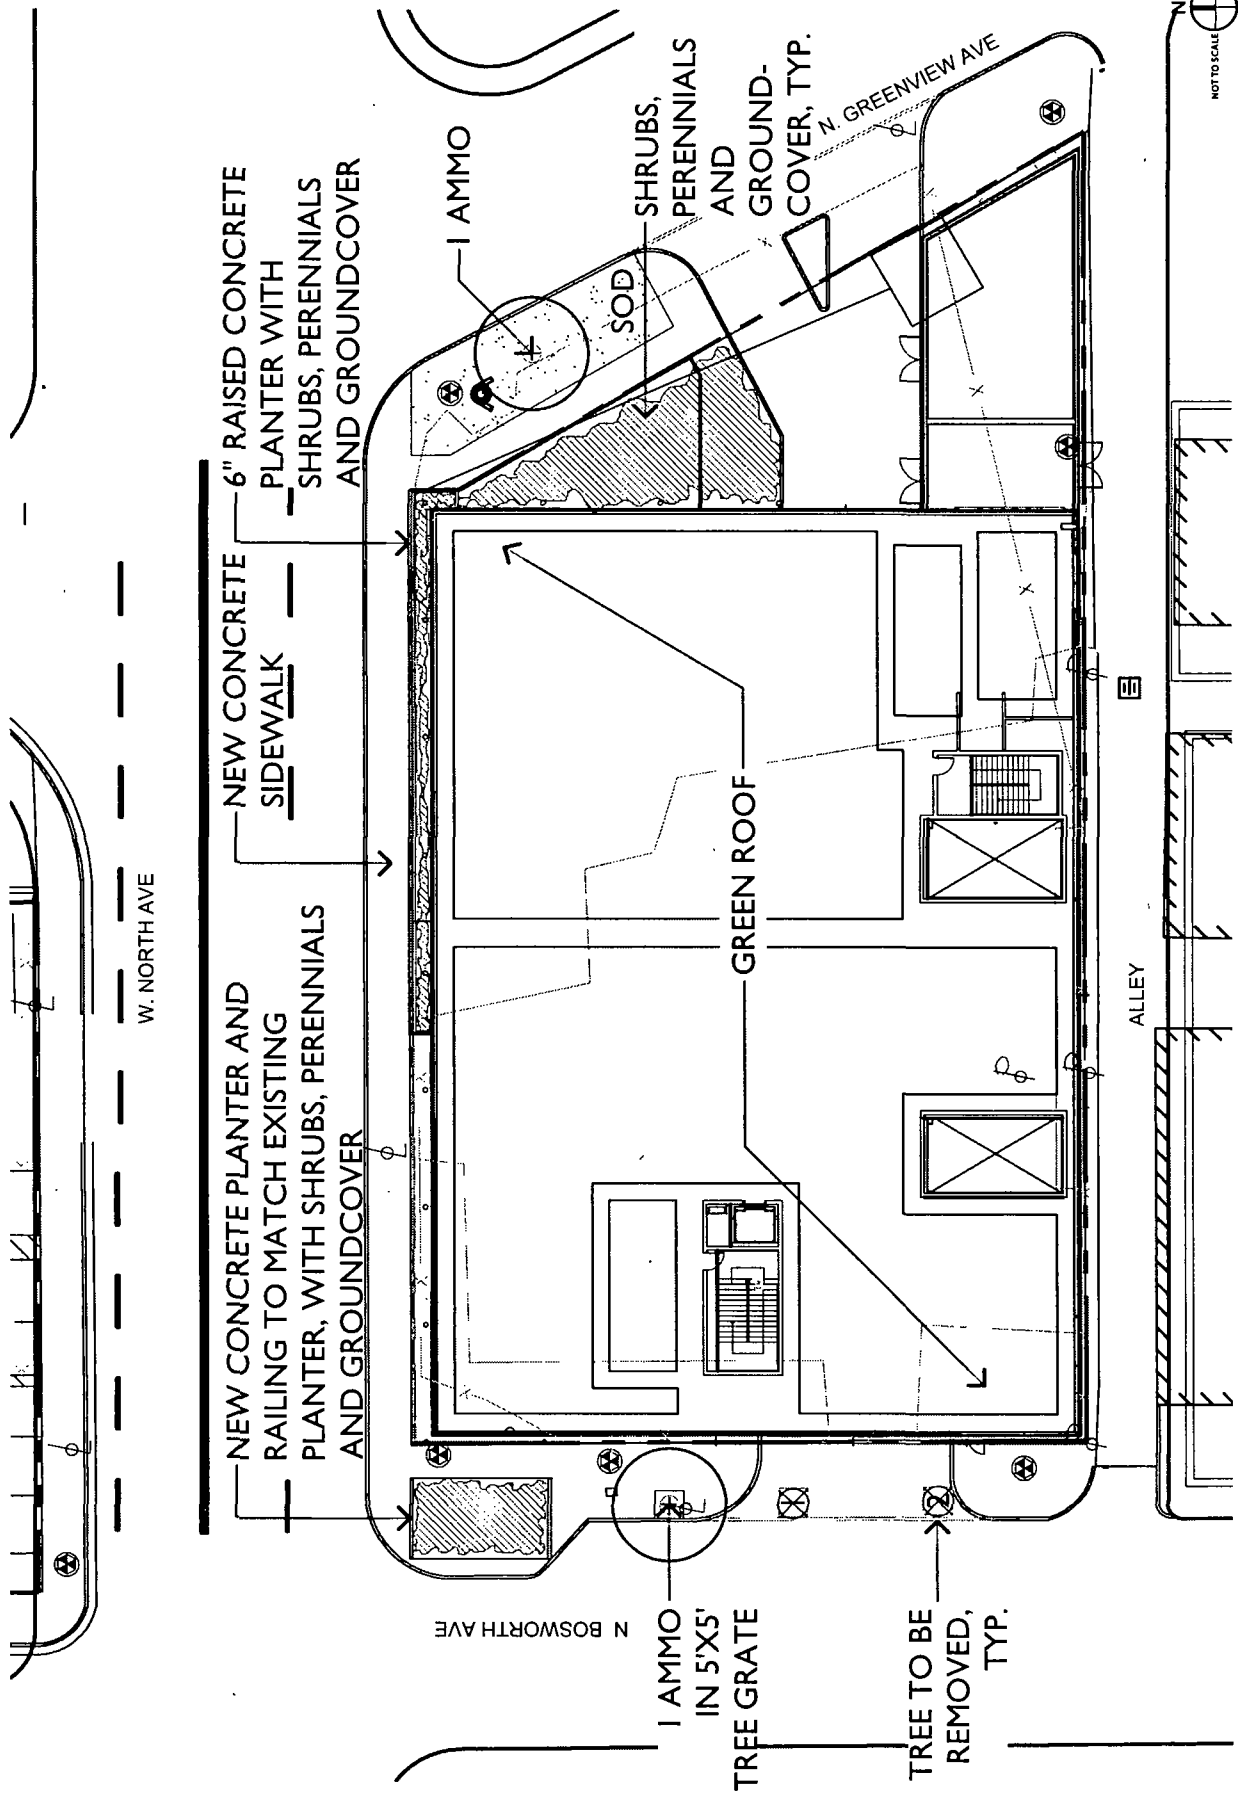 NEW CONCRETE PLANTER AND
RAILING TO MATCH EXISTING
PLANTER, WITH SHRUBS, PERENNIALS
AND GROUNDCOVER
NEW CONCRETE
SIDEWALK
6" RAISED CONCRETE
PLANTER WITH
SHRUBS, PERENNIALS
AND GROUNDCOVER
W. NORTH AVE
1 AMMO
SOD
SHRUBS,
PERENNIALS
AND
GROUND-
COVER, TYP.
N. GREENVIEW AVE
GREEN ROOF
N BOSWORTH AVE
1 AMMO
IN 5'X5'
TREE GRATE
TREE TO BE
REMOVED,
TYP.
2
ALLEY
N
NOT TO SCALE